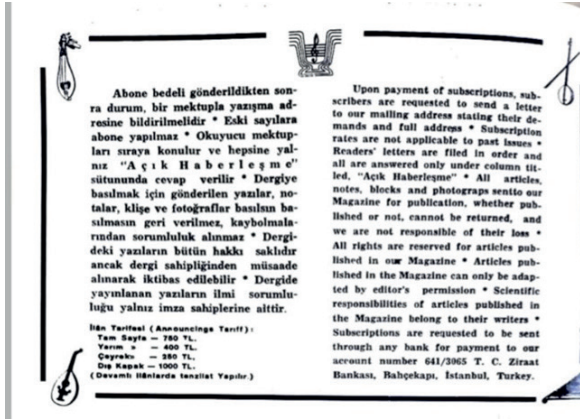 Abone bedeli gönderildikten son-
ra durum, bir mektupla yazışma ad-
resine bildirilmelidir * Eski sayılara
abone yapılmaz * Okuyucu mektup-
ları sıraya konulur ve hepsine yal-
nız "Açık Haberleşme"
sütununda cevap verilir * Dergiye
basılmak için gönderilen yazılar, no-
talar, klişe ve fotoğraflar basılsın ba-
sılmasın geri verilmez, kaybolmala-
rından sorumluluk alınmaz * Dergi-
deki yazıların bütün hakkı saklıdır
ancak dergi sahipliğinden müsaade
alınarak iktibas edilebilir * Dergide
yayınlanan yazıların ilmi sorumlu-
luğu yalnız imza sahiplerine aittir.
İlân Tarifesi (Announcings Tariff):
Tam Sayfa — 750 TL.
Yarım » — 400 TL.
Çeyrek » — 250 TL.
Dış Kapak — 1000 TL.
(Devamlı ilânlarda tenzilat Yapılır.)
Upon payment of subscriptions, sub-
scribers are requested to send a letter
to our mailing address stating their de-
mands and full address * Subscription
rates are not applicable to past issues *
Readers' letters are filed in order and
all are answered only under column tit-
led, "Açık Haberleşme" * All articles,
notes, blocks and photograps sentto our
Magazine for publication, whether pub-
lished or not, cannot be returned, and
we are not responsible of their loss *
All rights are reserved for articles pub-
lished in our Magazine * Articles pub-
lished in the Magazine can only be adap-
ted by editor's permission * Scientific
responsibilities of articles published in
the Magazine belong to their writers *
Subscriptions are requested to be sent
through any bank for payment to our
account number 641/3065 T. C. Ziraat
Bankası, Bahçekapı, İstanbul, Turkey.